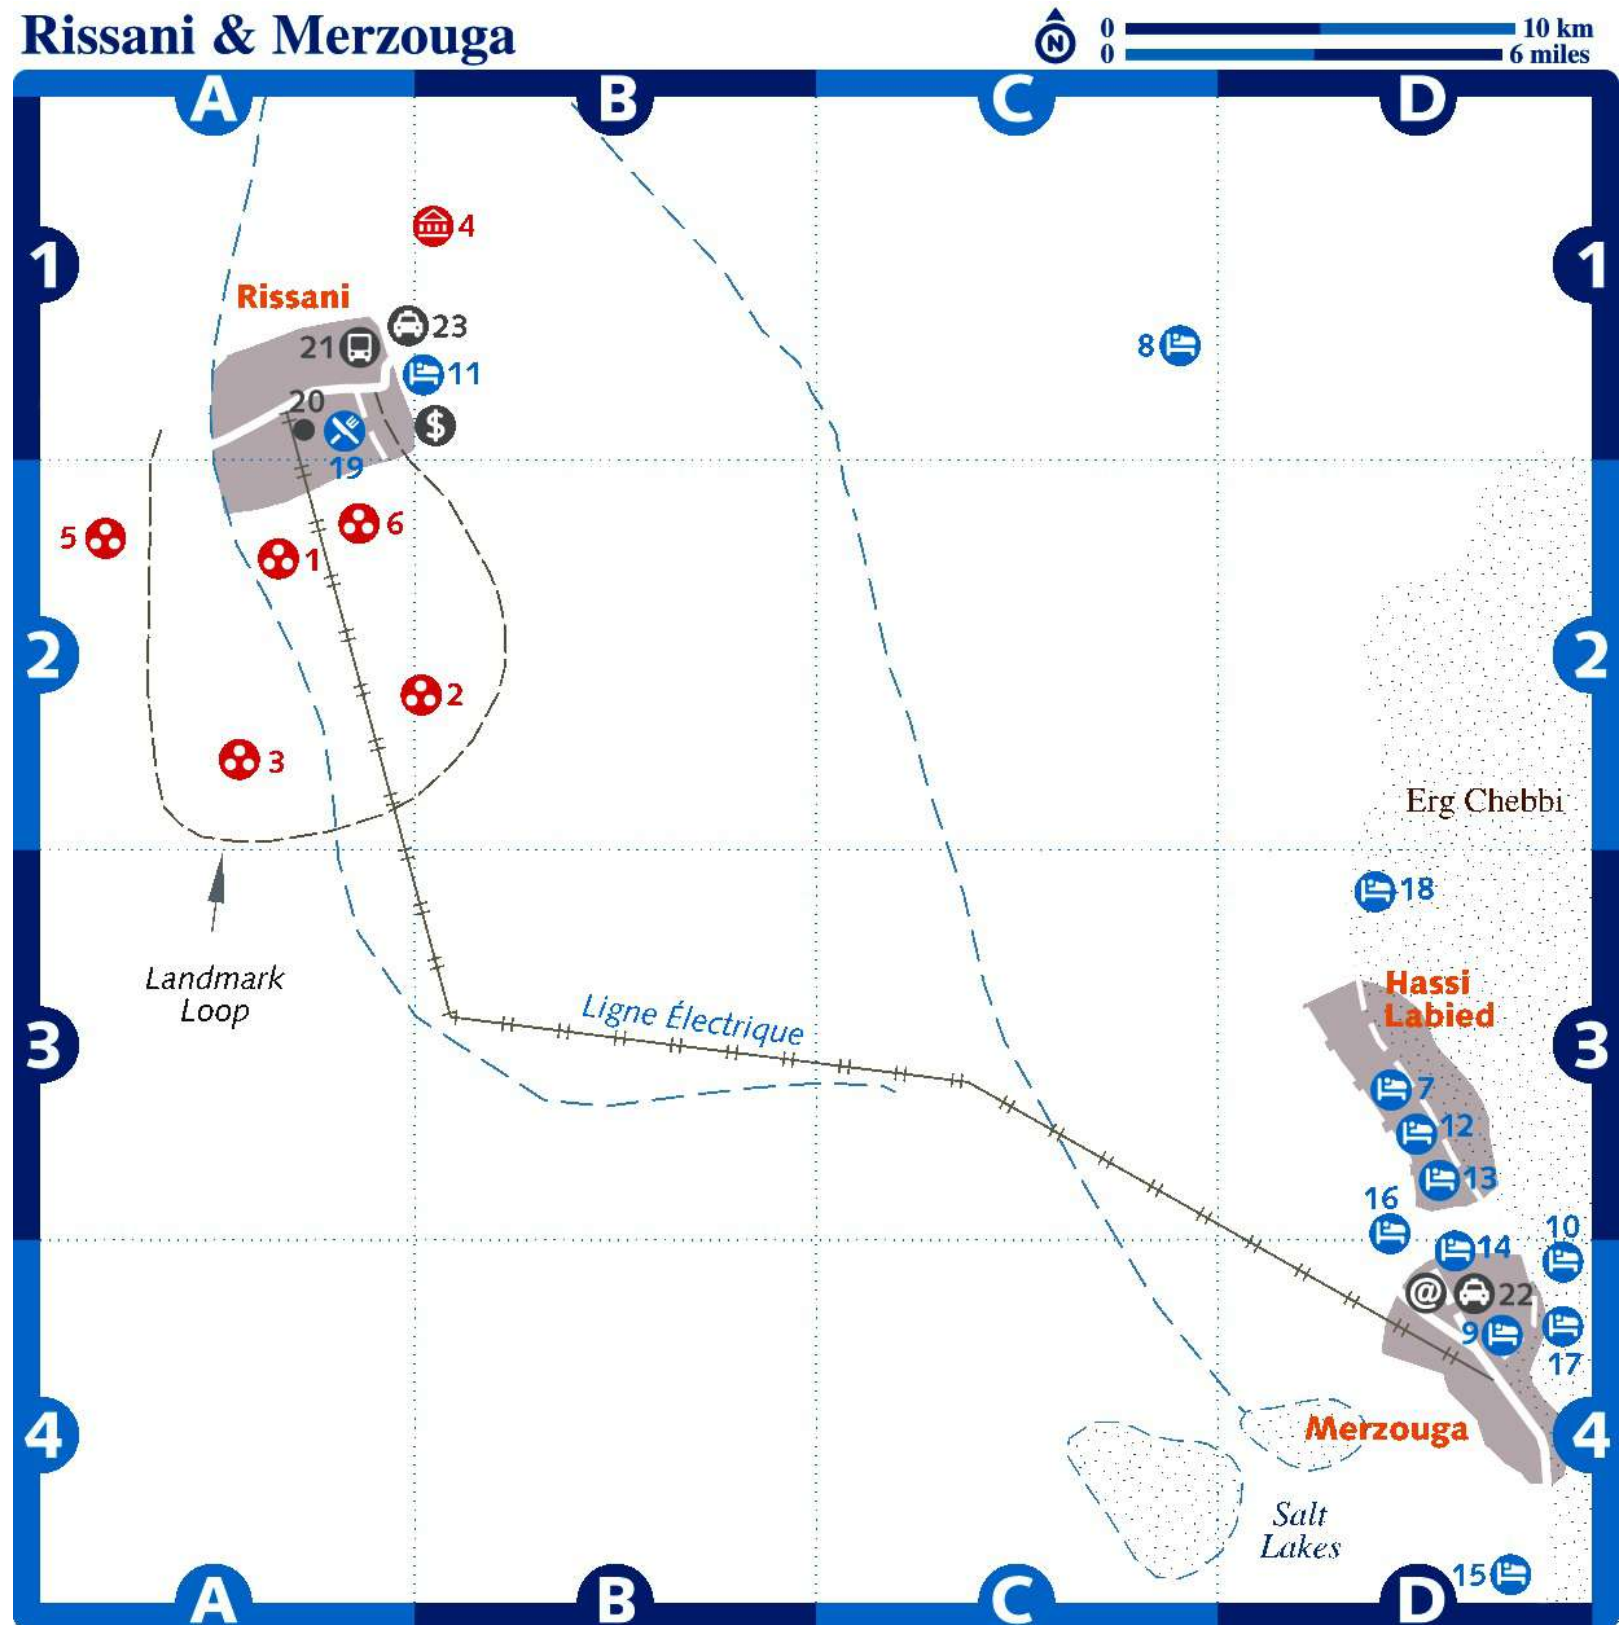 Rissani & Merzouga
N
0 10 km
0 6 miles
A B C D
1 1
4
Rissani
23
21
8
11
20
$
19
5
6
1
2 2
2
3
Erg Chebbi
18
Landmark
Loop
Hassi
Labied
Ligne Électrique
3 3
7
12
13
16
10
14
@ 22
9
17
Merzouga
4 4
Salt
Lakes
15
A B C D